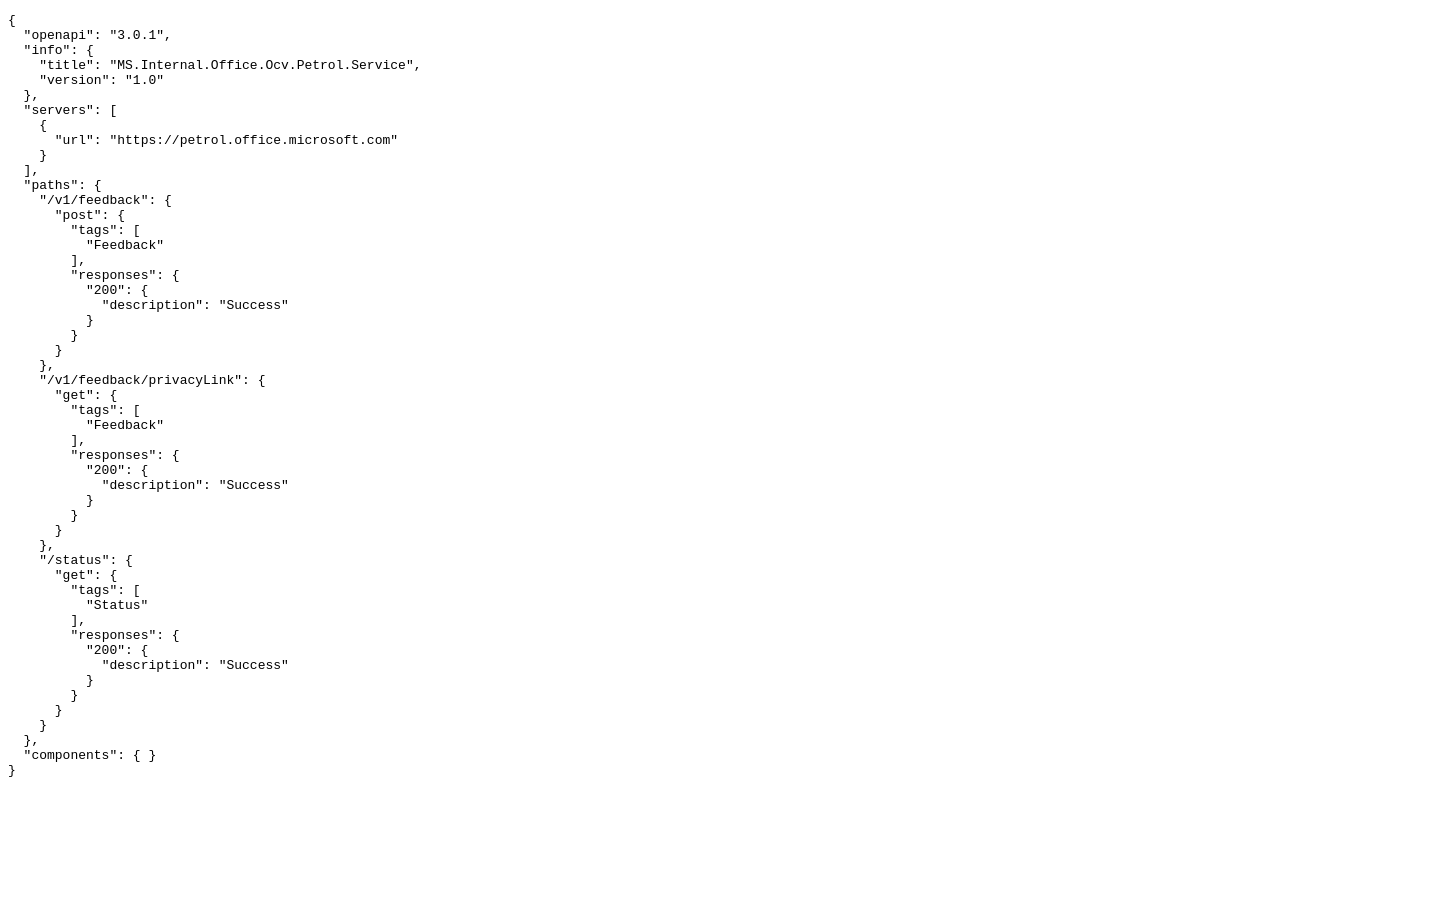 {
  "openapi": "3.0.1",
  "info": {
    "title": "MS.Internal.Office.Ocv.Petrol.Service",
    "version": "1.0"
  },
  "servers": [
    {
      "url": "https://petrol.office.microsoft.com"
    }
  ],
  "paths": {
    "/v1/feedback": {
      "post": {
        "tags": [
          "Feedback"
        ],
        "responses": {
          "200": {
            "description": "Success"
          }
        }
      }
    },
    "/v1/feedback/privacyLink": {
      "get": {
        "tags": [
          "Feedback"
        ],
        "responses": {
          "200": {
            "description": "Success"
          }
        }
      }
    },
    "/status": {
      "get": {
        "tags": [
          "Status"
        ],
        "responses": {
          "200": {
            "description": "Success"
          }
        }
      }
    }
  },
  "components": { }
}